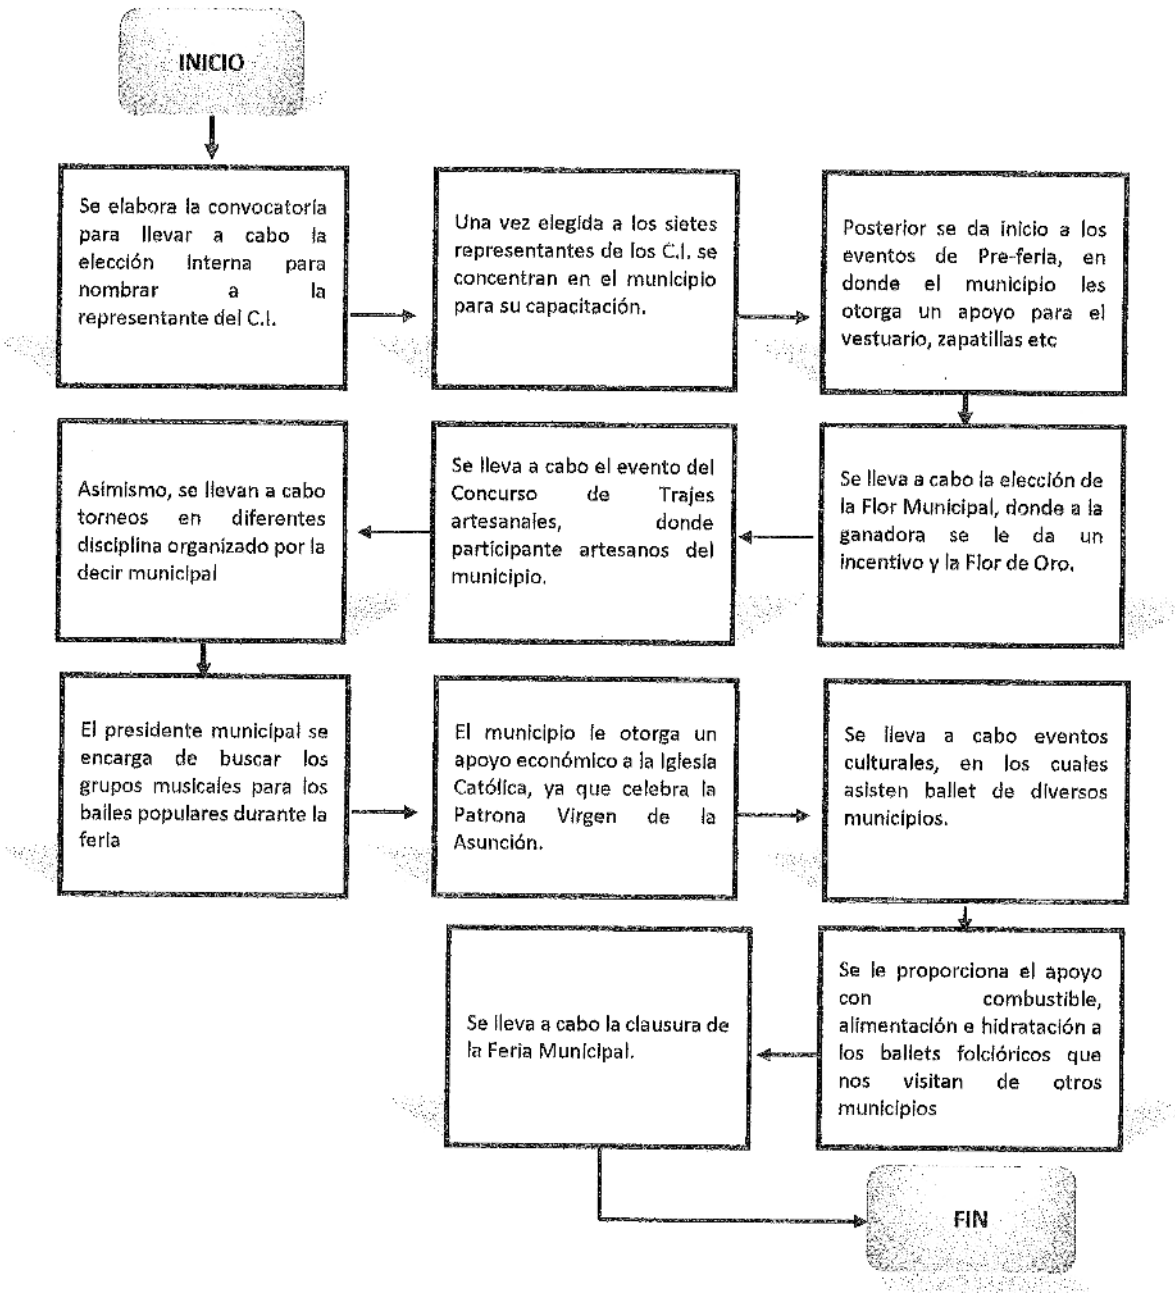 INICIO
Se elabora la convocatoria
para llevar a cabo la
elección interna para
nombrar a la
representante del C.I.
Una vez elegida a los sietes
representantes de los C.I. se
concentran en el municipio
para su capacitación.
Posterior se da inicio a los
eventos de Pre-feria, en
donde el municipio les
otorga un apoyo para el
vestuario, zapatillas etc
Se lleva a cabo la elección de
la Flor Municipal, donde a la
ganadora se le da un
incentivo y la Flor de Oro.
Se lleva a cabo el evento del
Concurso de Trajes
artesanales, donde
participante artesanos del
municipio.
Asimismo, se llevan a cabo
torneos en diferentes
disciplina organizado por la
decir municipal
El presidente municipal se
encarga de buscar los
grupos musicales para los
bailes populares durante la
feria
El municipio le otorga un
apoyo económico a la Iglesia
Católica, ya que celebra la
Patrona Virgen de la
Asunción.
Se lleva a cabo eventos
culturales, en los cuales
asisten ballet de diversos
municipios.
Se le proporciona el apoyo
con combustible,
alimentación e hidratación a
los ballets folclóricos que
nos visitan de otros
municipios
Se lleva a cabo la clausura de
la Feria Municipal.
FIN